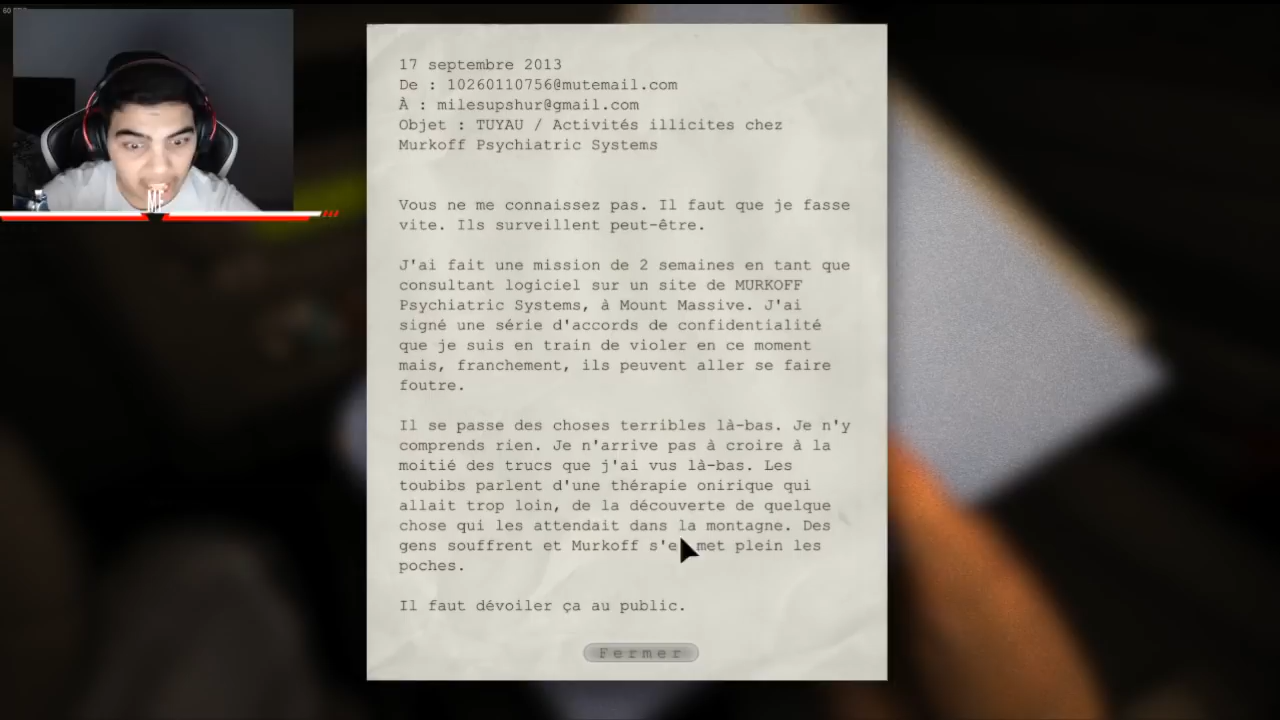 17 septembre 2013
De : 10260110756@mutemail.com
À : milesupshur@gmail.com
Objet : TUYAU / Activités illicites chez
Murkoff Psychiatric Systems
Vous ne me connaissez pas. Il faut que je fasse
vite. Ils surveillent peut-être.
J'ai fait une mission de 2 semaines en tant que
consultant logiciel sur un site de MURKOFF
Psychiatric Systems, à Mount Massive. J'ai
signé une série d'accords de confidentialité
que je suis en train de violer en ce moment
mais, franchement, ils peuvent aller se faire
foutre.
Il se passe des choses terribles là-bas. Je n'y
comprends rien. Je n'arrive pas à croire à la
moitié des trucs que j'ai vus là-bas. Les
toubibs parlent d'une thérapie onirique qui
allait trop loin, de la découverte de quelque
chose qui les attendait dans la montagne. Des
gens souffrent et Murkoff met plein les
poches.
Il faut dévoiler ça au public.
Fermer